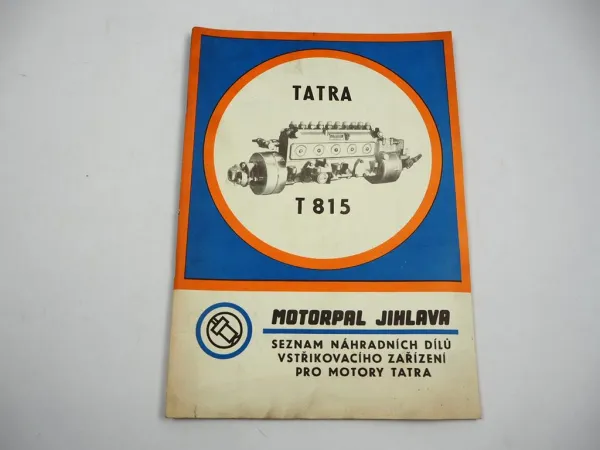 TATRA
T 815
MOTORPAL JIHLAVA
SEZNAM NÁHRADNÍCH DÍLŮ
VSTŘIKOVACÍHO ZAŘÍZENÍ
PRO MOTORY TATRA